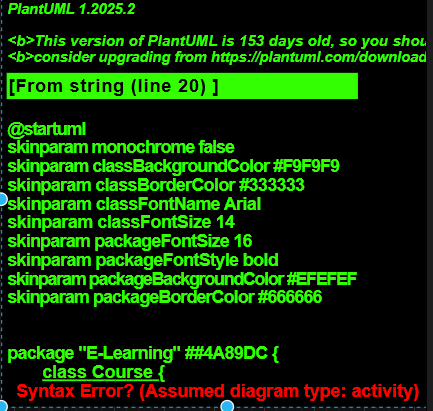 PlantUML 1.2025.2
<b>This version of PlantUML is 153 days old, so you shou
<b>consider upgrading from https://plantuml.com/download
[From string (line 20) ]
@startuml
skinparam monochrome false
skinparam classBackgroundColor #F9F9F9
skinparam classBorderColor #333333
skinparam classFontName Arial
skinparam classFontSize 14
skinparam packageFontSize 16
skinparam packageFontStyle bold
skinparam packageBackgroundColor #EFEFEF
skinparam packageBorderColor #666666
package "E-Learning" ##4A89DC {
class Course {
Syntax Error? (Assumed diagram type: activity)